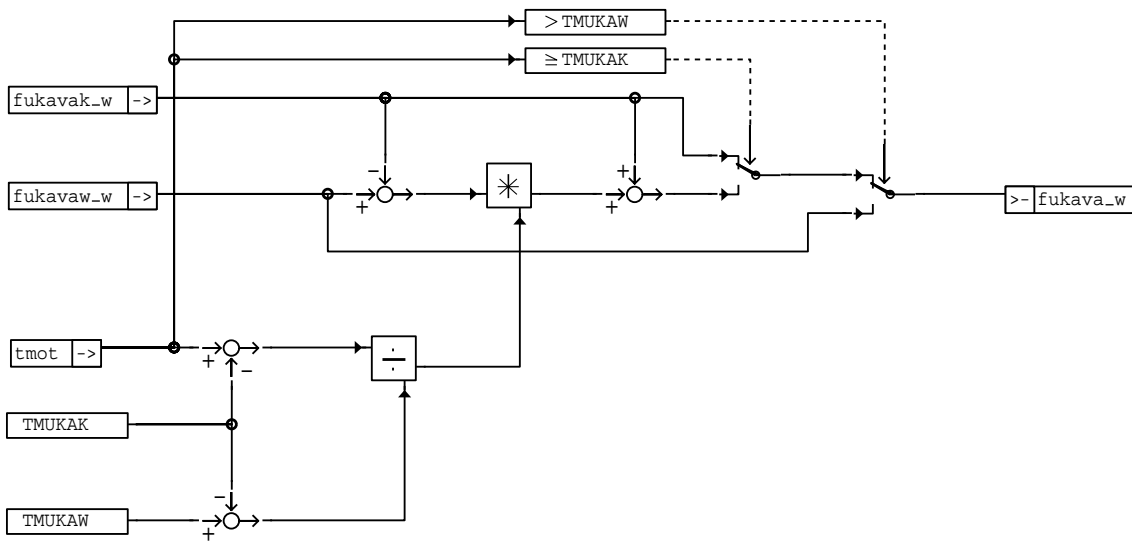 > TMUKAW
≥ TMUKAK
fukavak_w ->
fukavaw_w ->
>- fukava_w
- + + - + +
tmot ->
+ -
TMUKAK
TMUKAW
- +